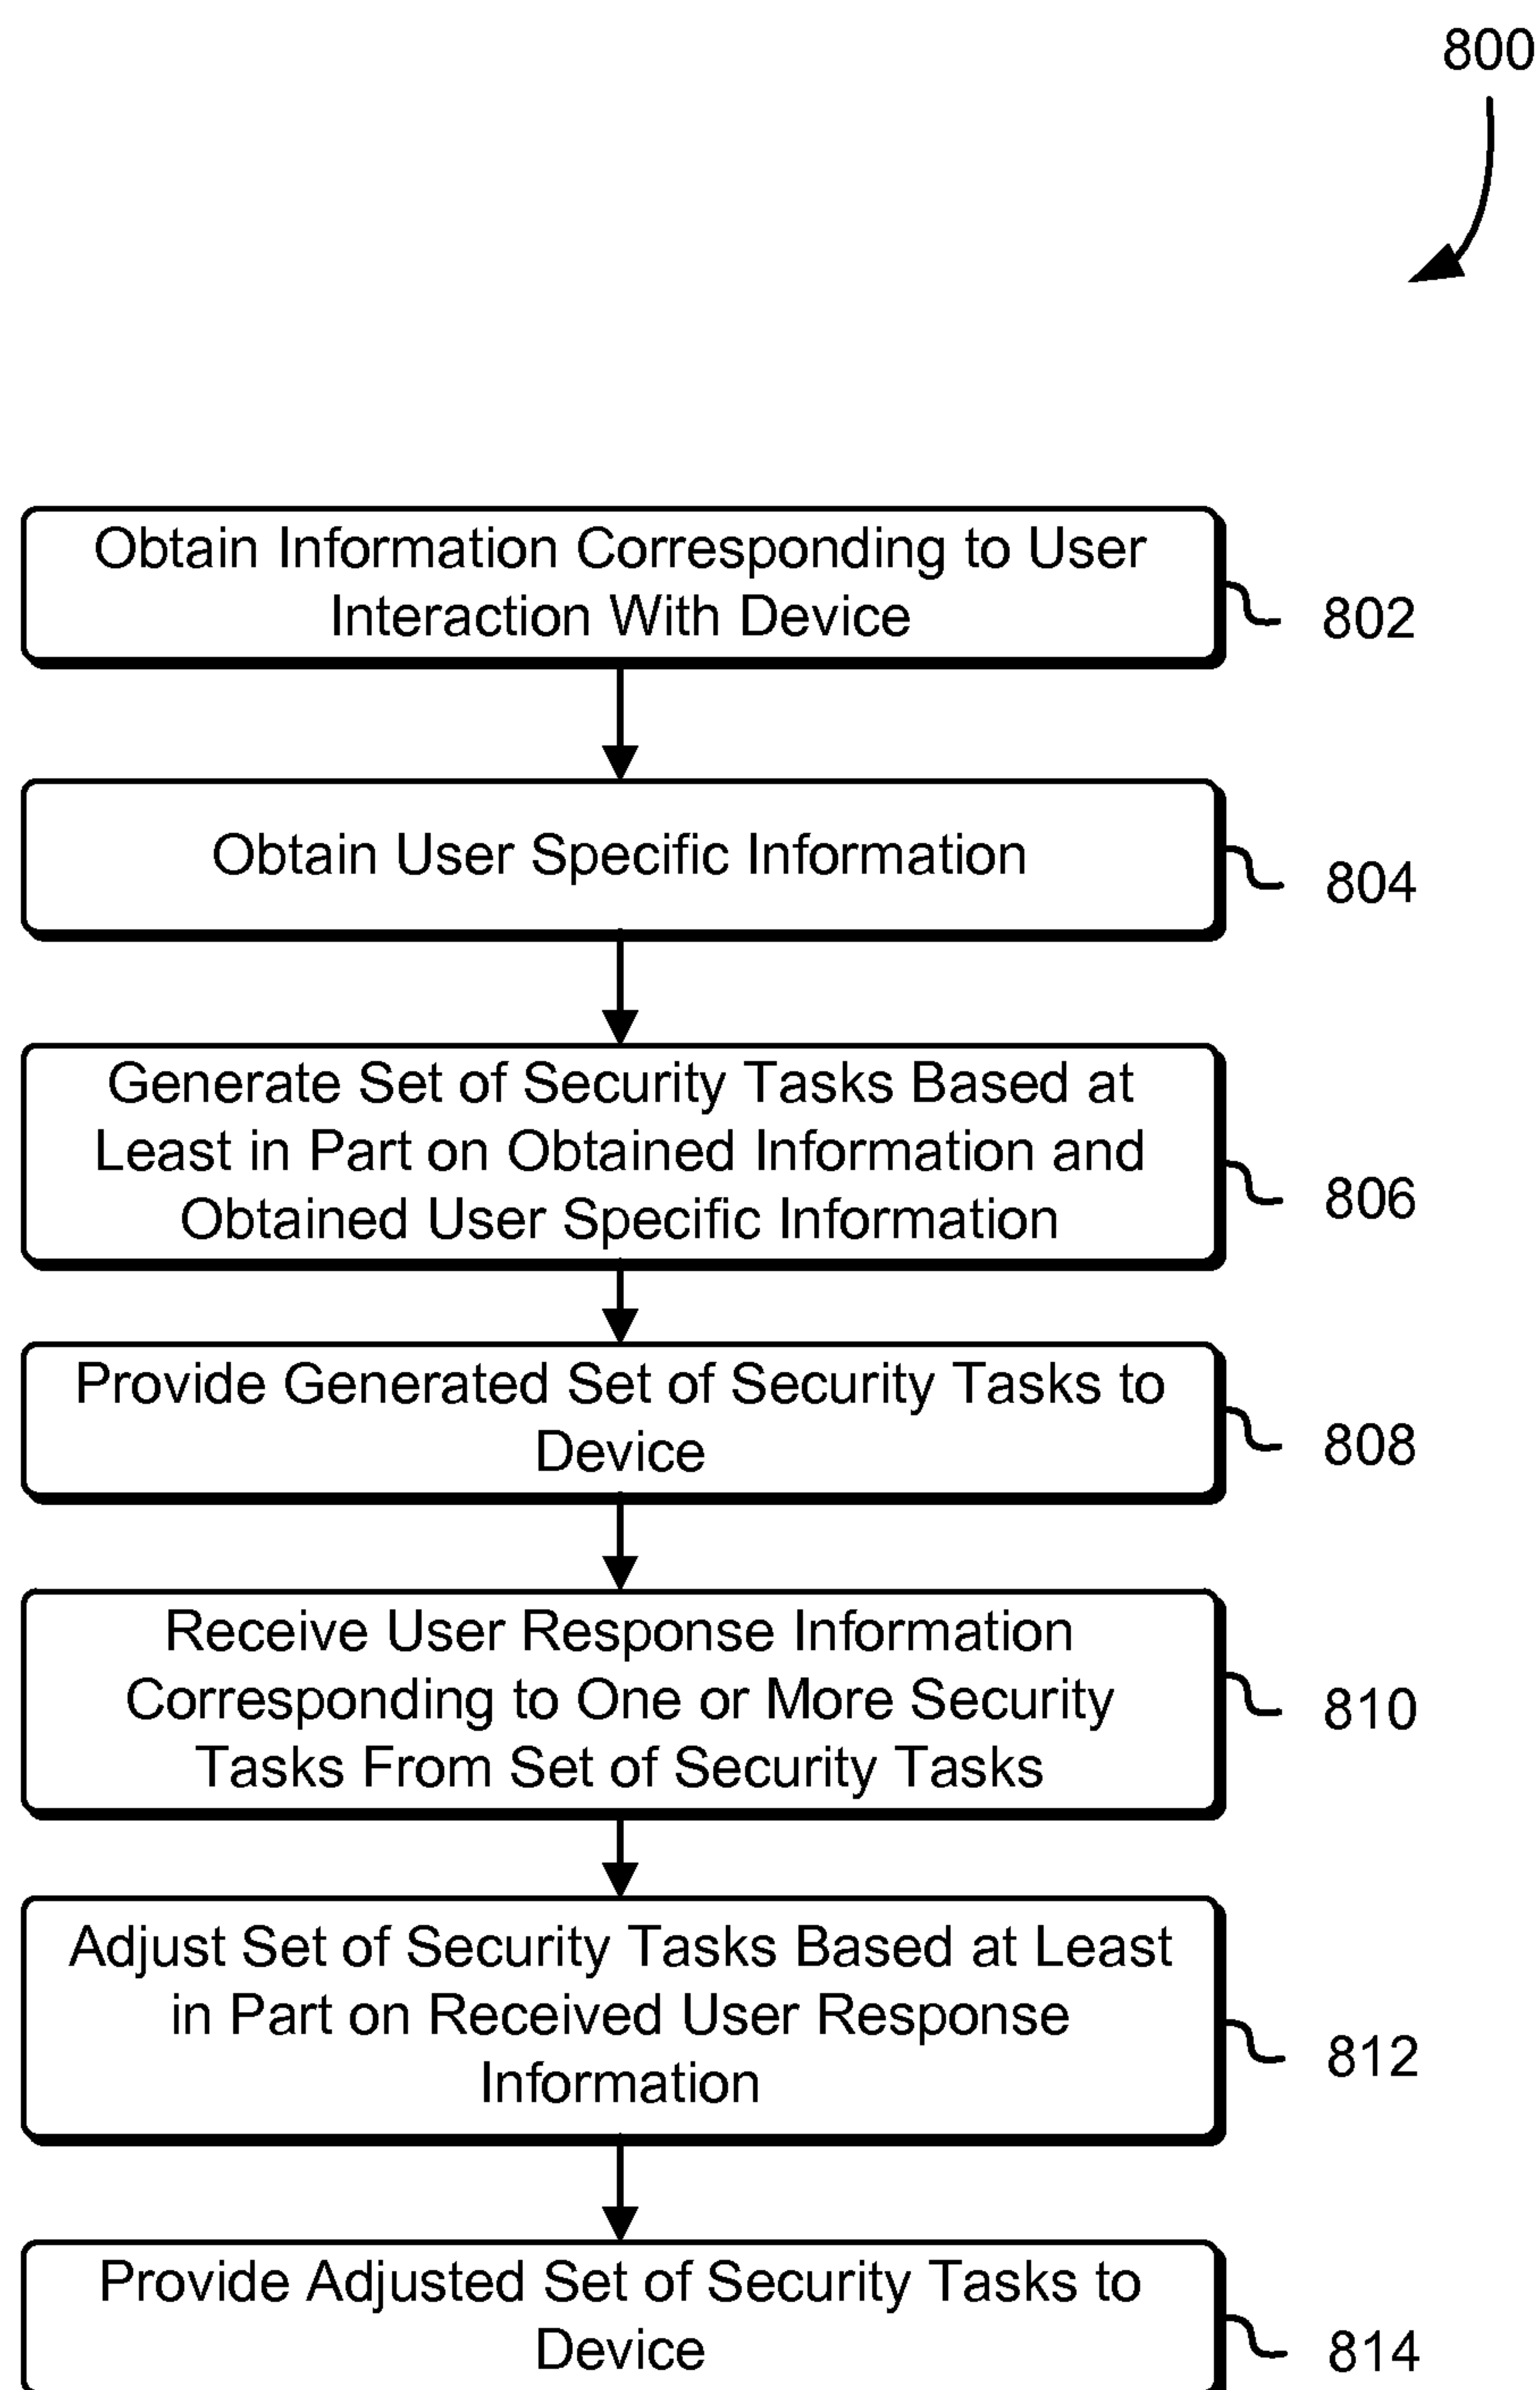 800
Obtain Information Corresponding to User
Interaction With Device
802
Obtain User Specific Information
804
Generate Set of Security Tasks Based at
Least in Part on Obtained Information and
Obtained User Specific Information
806
Provide Generated Set of Security Tasks to
Device
808
Receive User Response Information
Corresponding to One or More Security
Tasks From Set of Security Tasks
810
Adjust Set of Security Tasks Based at Least
in Part on Received User Response
Information
812
Provide Adjusted Set of Security Tasks to
Device
814